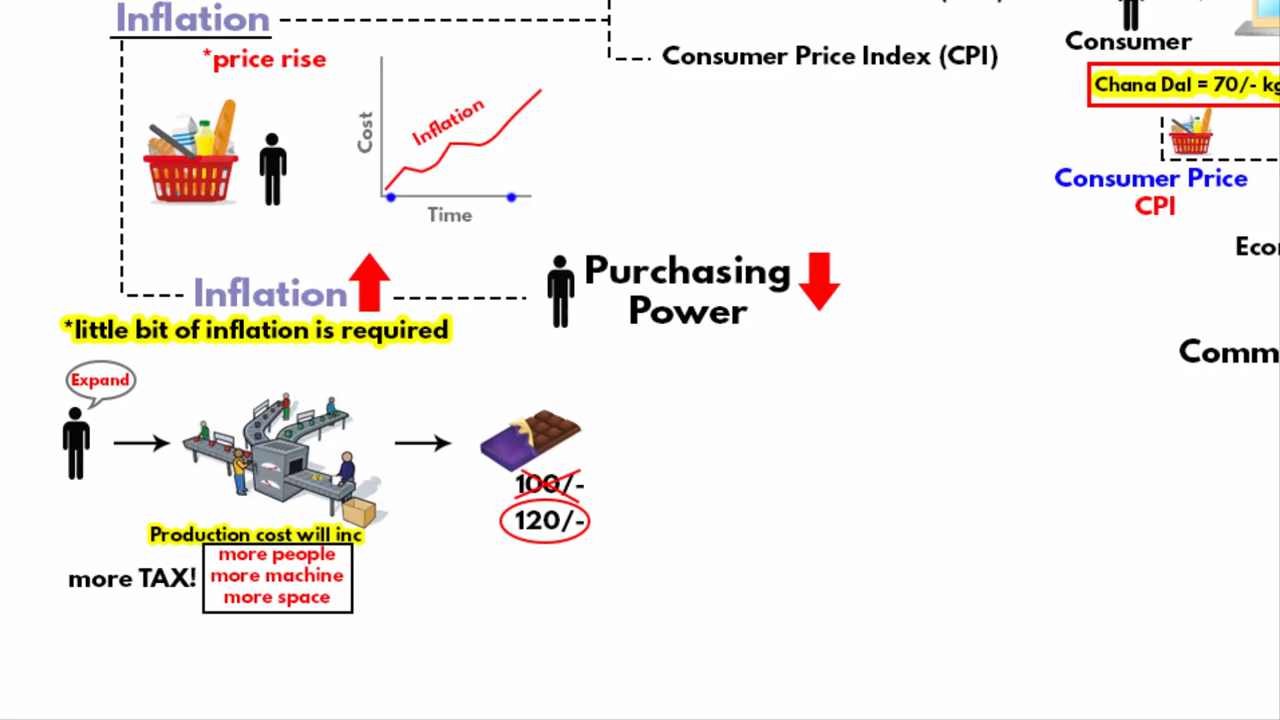 Inflation
*price rise
Cost
Inflation
Time
Consumer Price Index (CPI)
Consumer
Chana Dal = 70/- kg
Consumer Price
CPI
Inflation
Purchasing
Power
*little bit of inflation is required
Expand
100/-
120/-
Production cost will inc
more people
more machine
more space
more TAX!